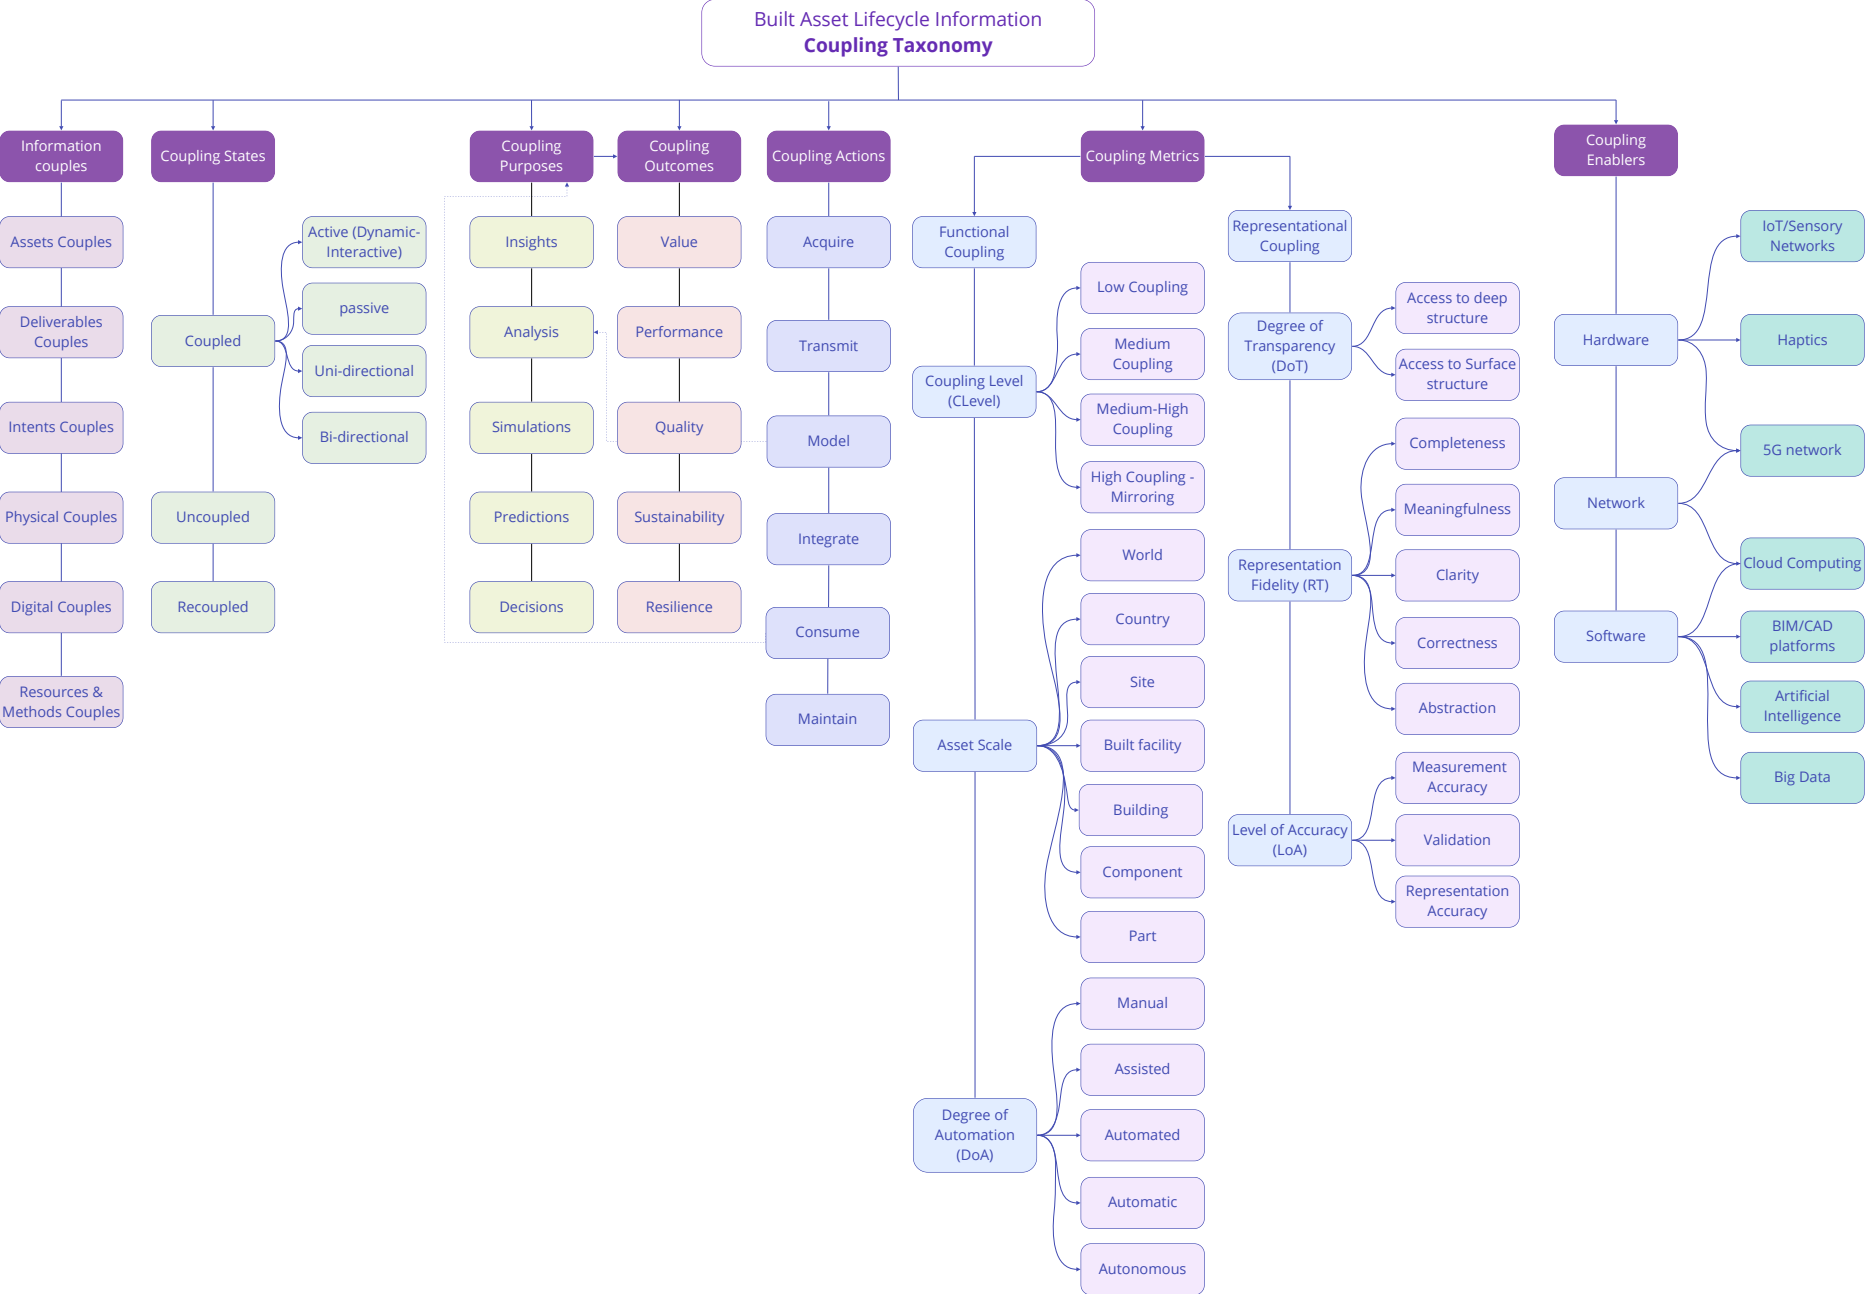 Built Asset Lifecycle Information
Coupling Taxonomy
Information
couples
Assets Couples
Deliverables
Couples
Intents Couples
Physical Couples
Digital Couples
Resources &
Methods Couples
Coupling States
Coupled
Active (Dynamic-
Interactive)
passive
Uni-directional
Bi-directional
Uncoupled
Recoupled
Coupling
Purposes
Insights
Analysis
Simulations
Predictions
Decisions
Coupling
Outcomes
Value
Performance
Quality
Sustainability
Resilience
Coupling Actions
Acquire
Transmit
Model
Integrate
Consume
Maintain
Coupling Metrics
Functional
Coupling
Coupling Level
(CLevel)
Low Coupling
Medium
Coupling
Medium-High
Coupling
High Coupling -
Mirroring
Asset Scale
World
Country
Site
Built facility
Building
Component
Part
Degree of
Automation
(DoA)
Manual
Assisted
Automated
Automatic
Autonomous
Representational
Coupling
Degree of
Transparency
(DoT)
Access to deep
structure
Access to Surface
structure
Representation
Fidelity (RT)
Completeness
Meaningfulness
Clarity
Correctness
Abstraction
Level of Accuracy
(LoA)
Measurement
Accuracy
Validation
Representation
Accuracy
Coupling
Enablers
Hardware
Network
Software
IoT/Sensory
Networks
Haptics
5G network
Cloud Computing
BIM/CAD
platforms
Artificial
Intelligence
Big Data